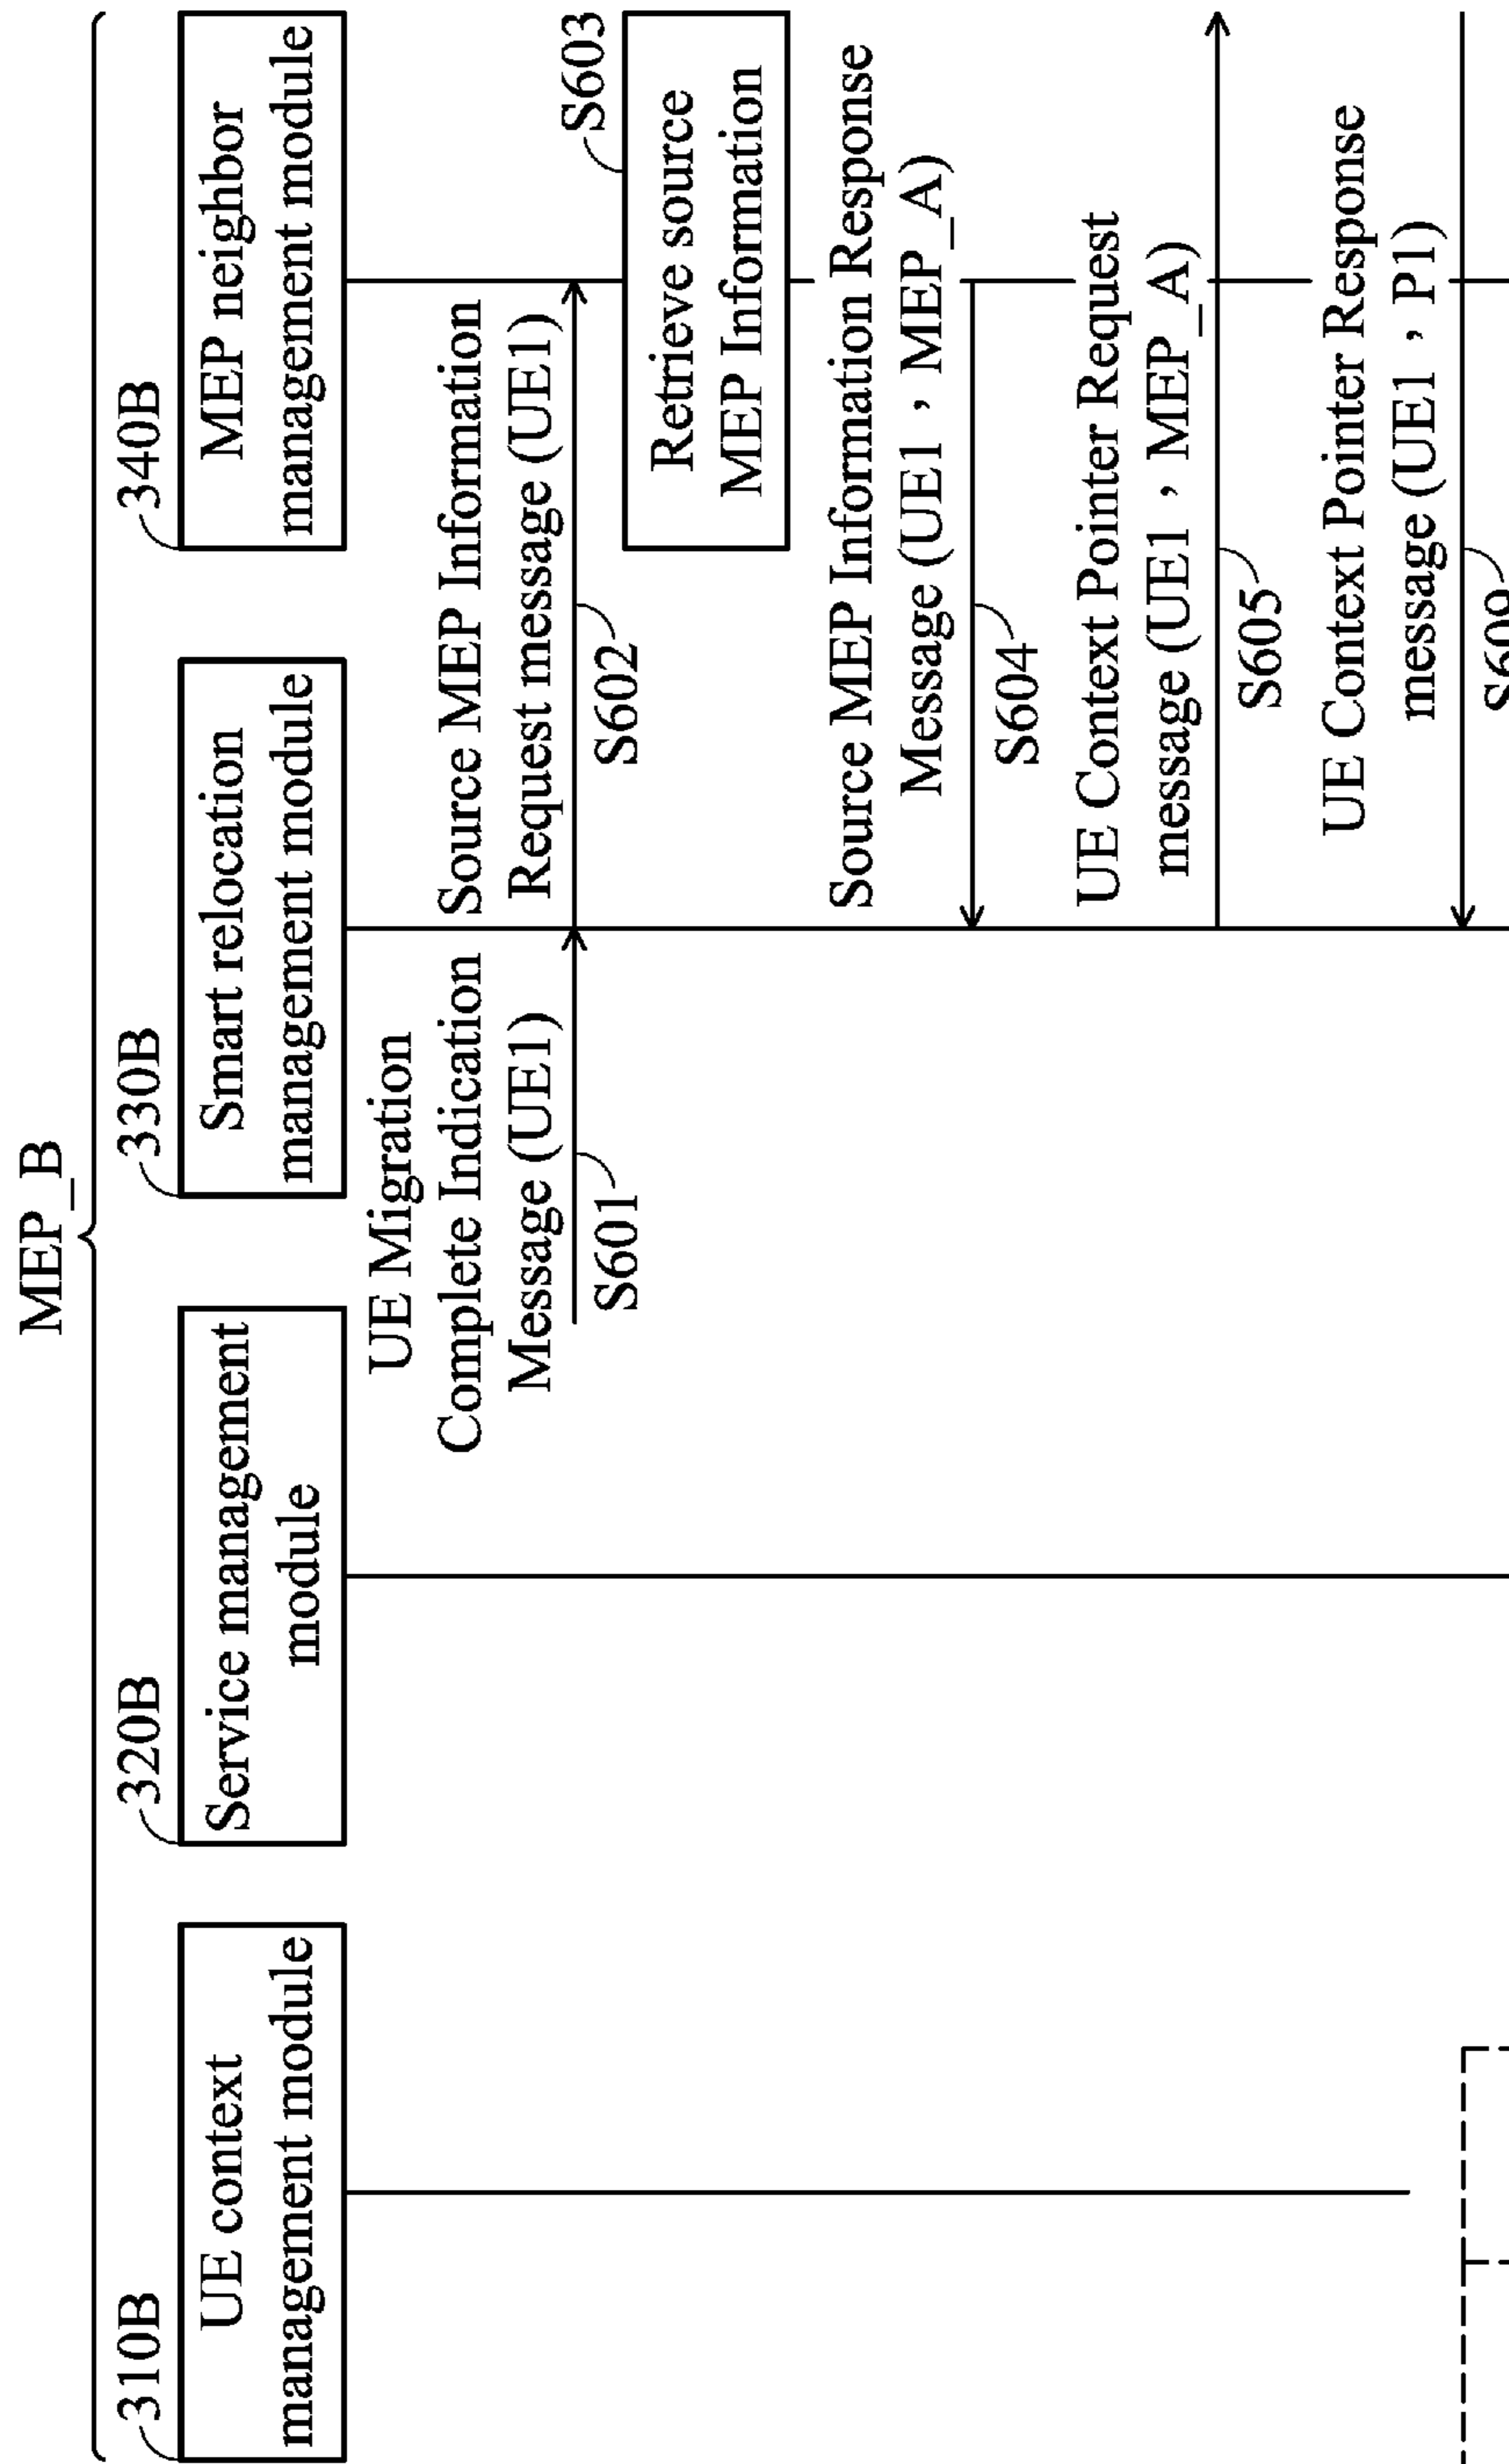 MEP_B
310B
320B
330B
340B
UE context
management module
Service management
module
Smart relocation
management module
MEP neighbor
management module
UE Migration
Complete Indication
Message (UE1)
S601
Source MEP Information
Request message (UE1)
S602
S603
Retrieve source
MEP Information
Source MEP Information Response
Message (UE1 , MEP_A)
S604
UE Context Pointer Request
message (UE1 , MEP_A)
S605
UE Context Pointer Response
message (UE1 , P1)
S609